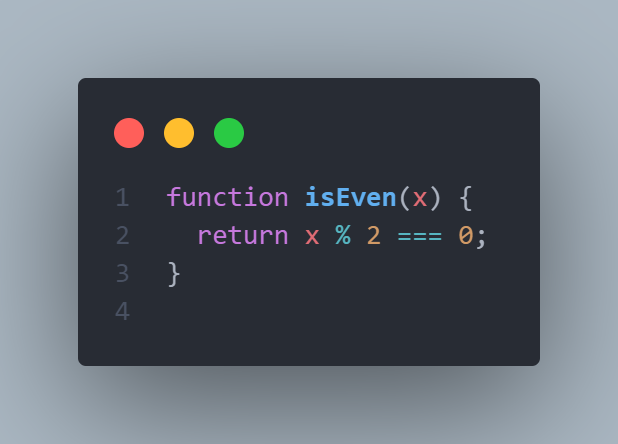 1 function isEven(x) {
2   return x % 2 === 0;
3 }
4